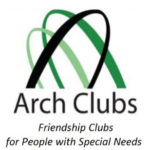 Arch Clubs
Friendship Clubs
for People with Special Needs